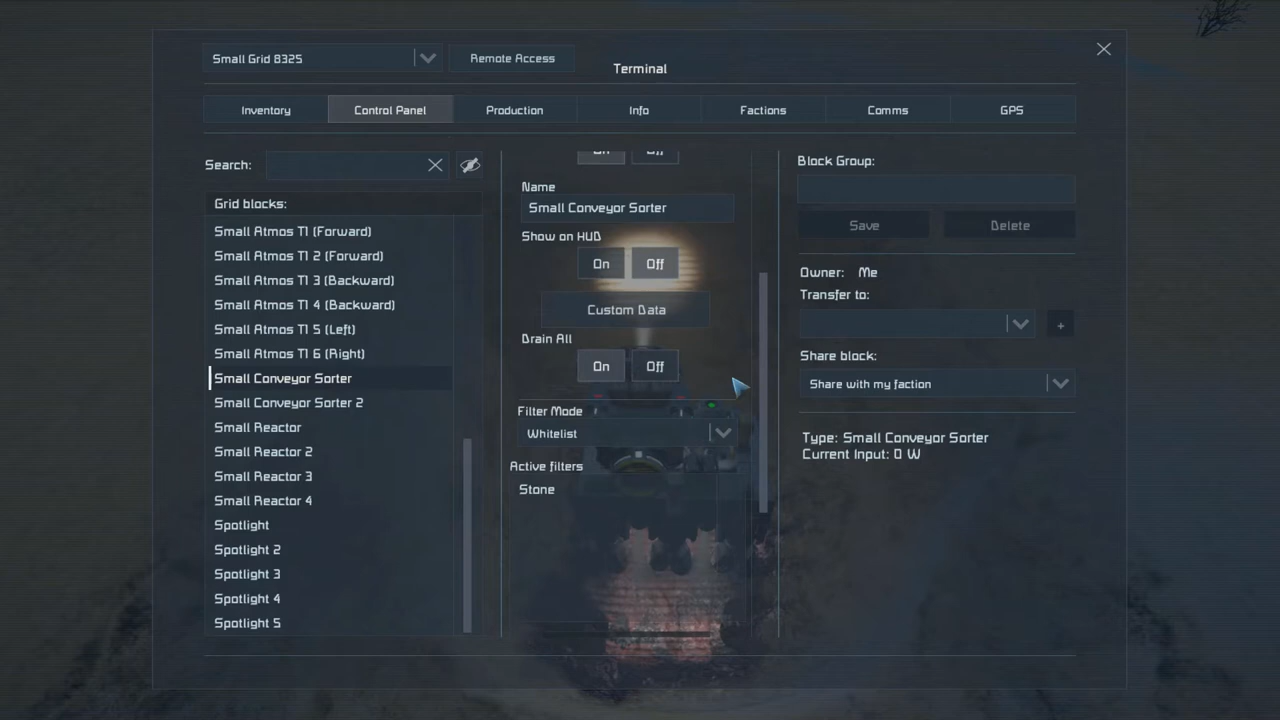 Small Grid 8325
Remote Access
Terminal
Inventory
Control Panel
Production
Info
Factions
Comms
GPS
Search:
Grid blocks:
Small Atmos T1 (Forward)
Small Atmos T1 2 (Forward)
Small Atmos T1 3 (Backward)
Small Atmos T1 4 (Backward)
Small Atmos T1 5 (Left)
Small Atmos T1 6 (Right)
Small Conveyor Sorter
Small Conveyor Sorter 2
Small Reactor
Small Reactor 2
Small Reactor 3
Small Reactor 4
Spotlight
Spotlight 2
Spotlight 3
Spotlight 4
Spotlight 5
On Off
Name
Small Conveyor Sorter
Show on HUD
On Off
Custom Data
Drain All
On Off
Filter Mode
Whitelist
Active filters
Stone
Block Group:
Save Delete
Owner: Me
Transfer to:
+
Share block:
Share with my faction
Type: Small Conveyor Sorter
Current Input: 0 W